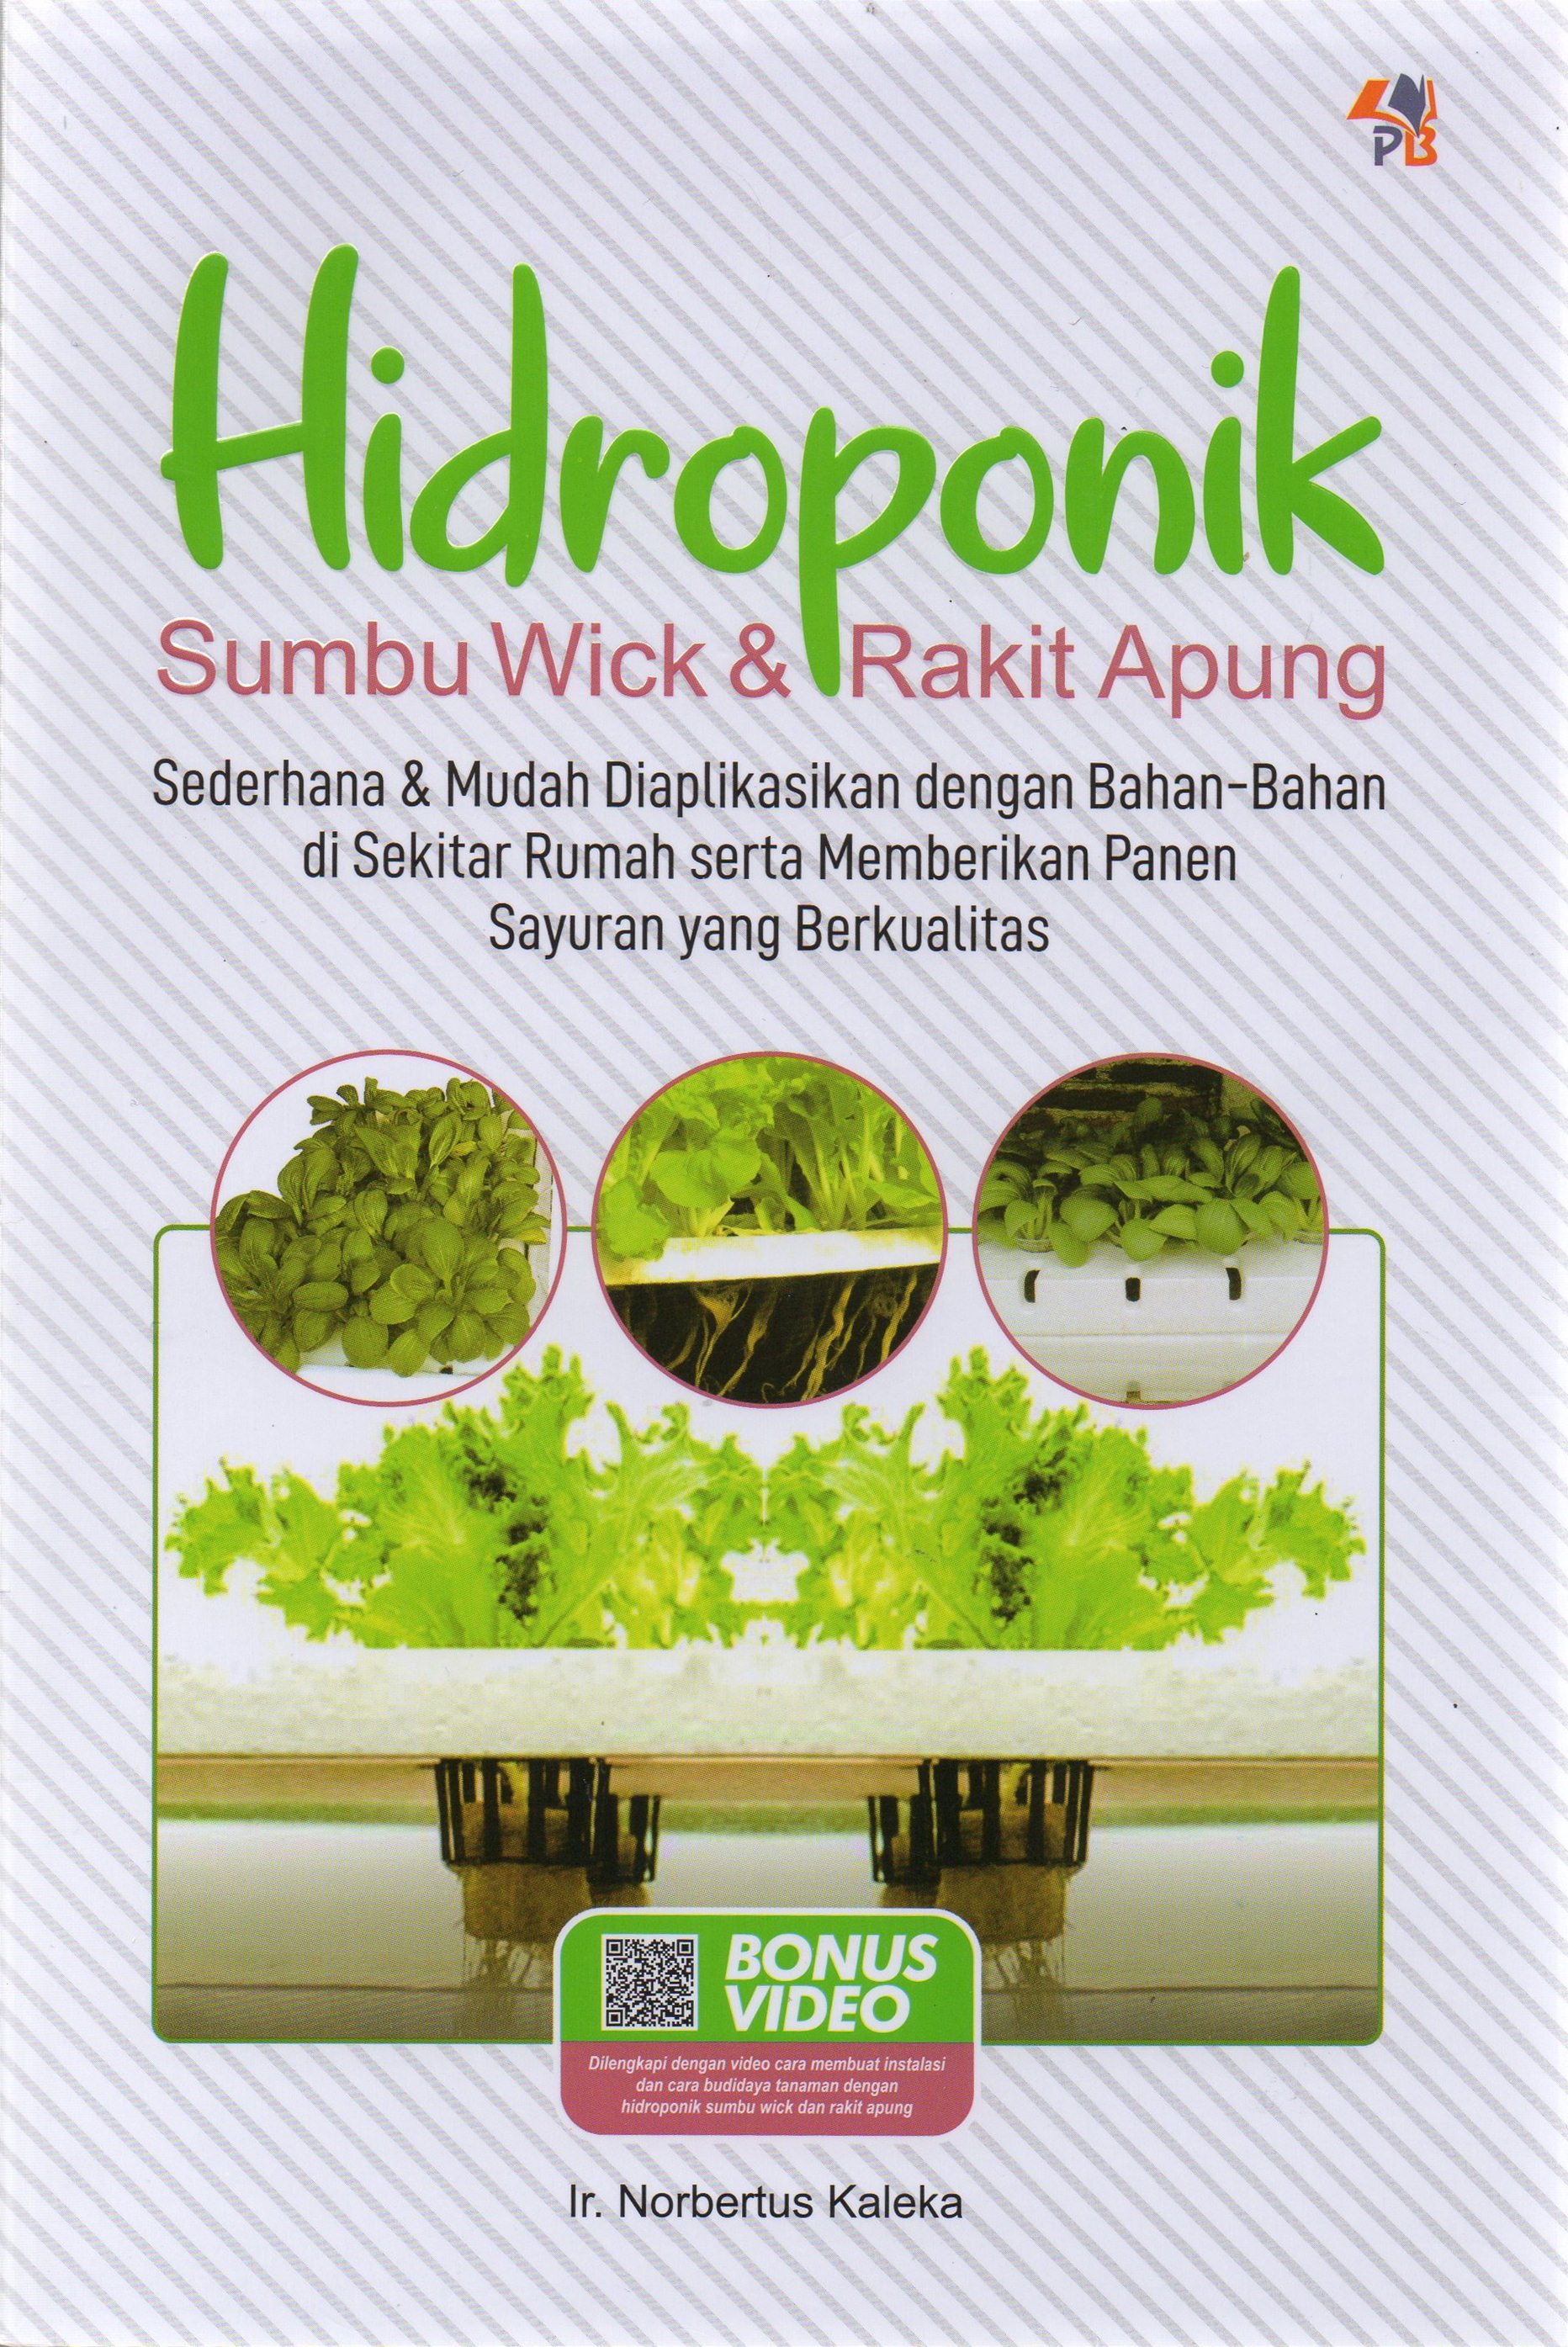 PB
Hidroponik
Sumbu Wick & Rakit Apung
Sederhana & Mudah Diaplikasikan dengan Bahan-Bahan
di Sekitar Rumah serta Memberikan Panen
Sayuran yang Berkualitas
BONUS
VIDEO
Dilengkapi dengan video cara membuat instalasi
dan cara budidaya tanaman dengan
hidroponik sumbu wick dan rakit apung
Ir. Norbertus Kaleka